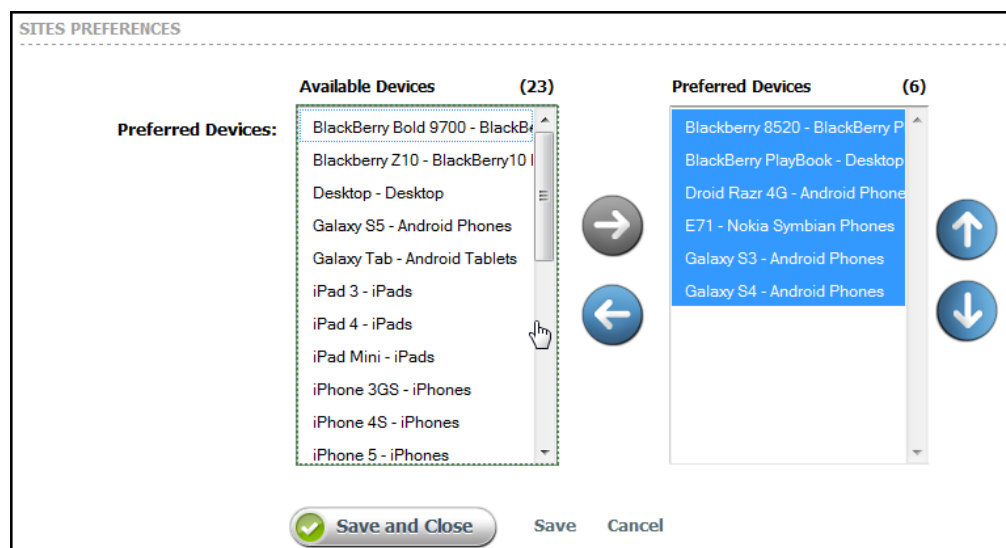 SITES PREFERENCES
Available Devices (23)
Preferred Devices (6)
Preferred Devices:
BlackBerry Bold 9700 - BlackBe
Blackberry Z10 - BlackBerry10
Desktop - Desktop
Galaxy S5 - Android Phones
Galaxy Tab - Android Tablets
iPad 3 - iPads
iPad 4 - iPads
iPad Mini - iPads
iPhone 3GS - iPhones
iPhone 4S - iPhones
iPhone 5 - iPhones
Blackberry 8520 - BlackBerry P
BlackBerry PlayBook - Desktop
Droid Razr 4G - Android Phone
E71 - Nokia Symbian Phones
Galaxy S3 - Android Phones
Galaxy S4 - Android Phones
Save and Close Save Cancel